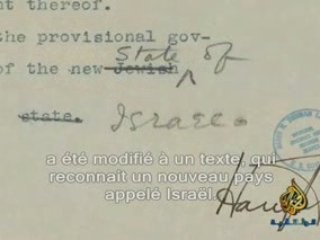 nt thereof.
the provisional gov-
State of
of the new Jewish
state. Israel.
a été modifié à un texte, qui
reconnait un nouveau pays
appelé Israël.